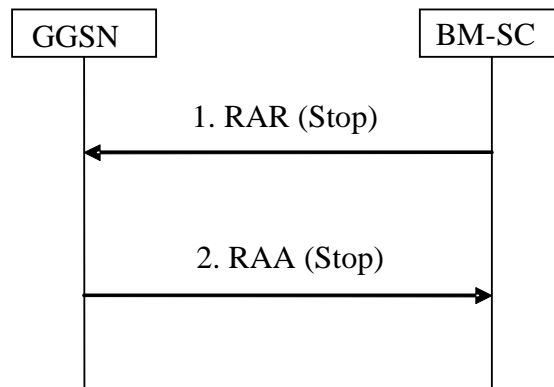 GGSN
BM-SC
1. RAR (Stop)
2. RAA (Stop)